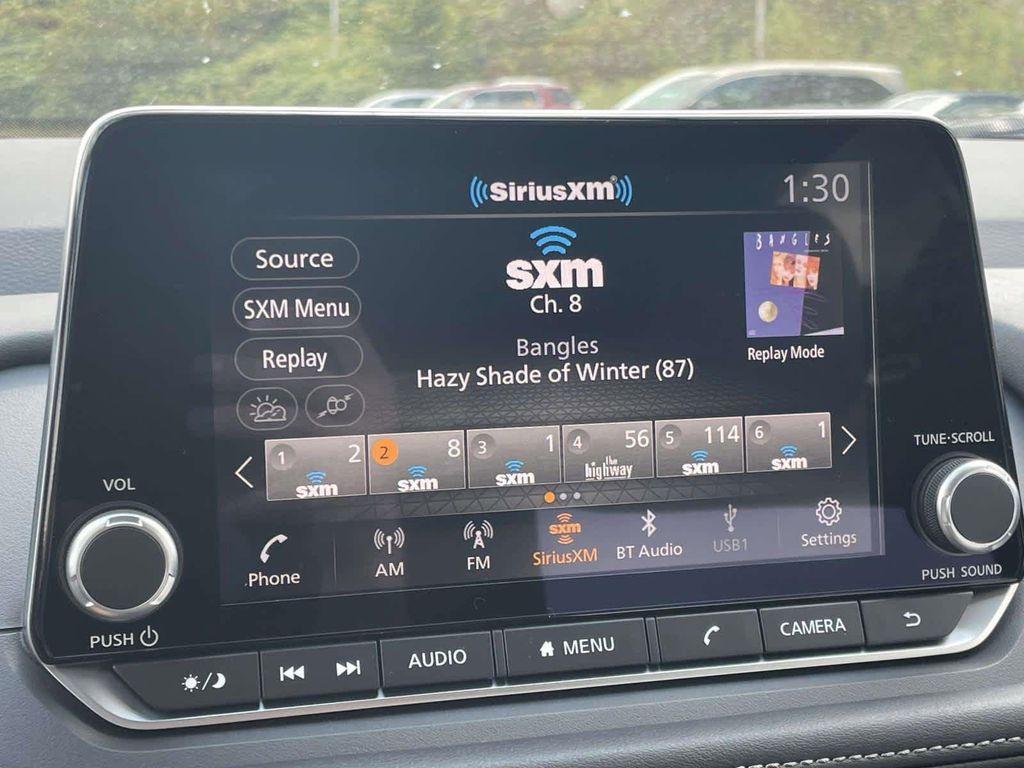 SiriusXM
1:30
Source
SXM Menu
Replay
sxm
Ch. 8
Bangles
Hazy Shade of Winter (87)
BANGLES
Replay Mode
1 2 sxm
2 8 sxm
3 1 sxm
4 56 the highway
5 114 sxm
6 1 sxm
Phone
AM
FM
sxm
SiriusXM
BT Audio
USB1
Settings
VOL
PUSH
TUNE·SCROLL
PUSH SOUND
AUDIO
MENU
CAMERA